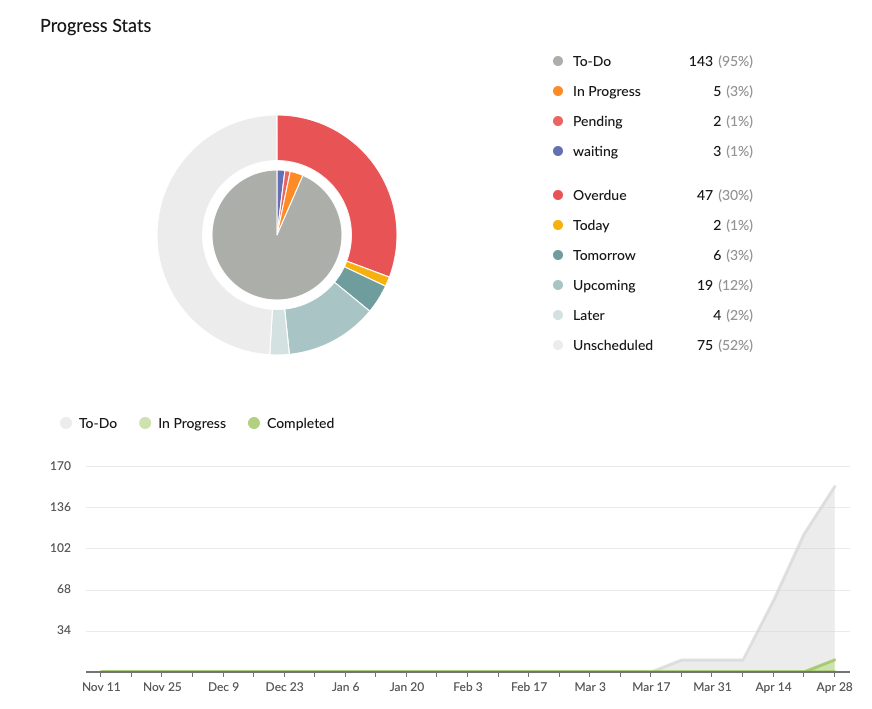 Progress Stats
To-Do 143 (95%)
In Progress 5 (3%)
Pending 2 (1%)
waiting 3 (1%)
Overdue 47 (30%)
Today 2 (1%)
Tomorrow 6 (3%)
Upcoming 19 (12%)
Later 4 (2%)
Unscheduled 75 (52%)
To-Do In Progress Completed
170
136
102
68
34
Nov 11 Nov 25 Dec 9 Dec 23 Jan 6 Jan 20 Feb 3 Feb 17 Mar 3 Mar 17 Mar 31 Apr 14 Apr 28